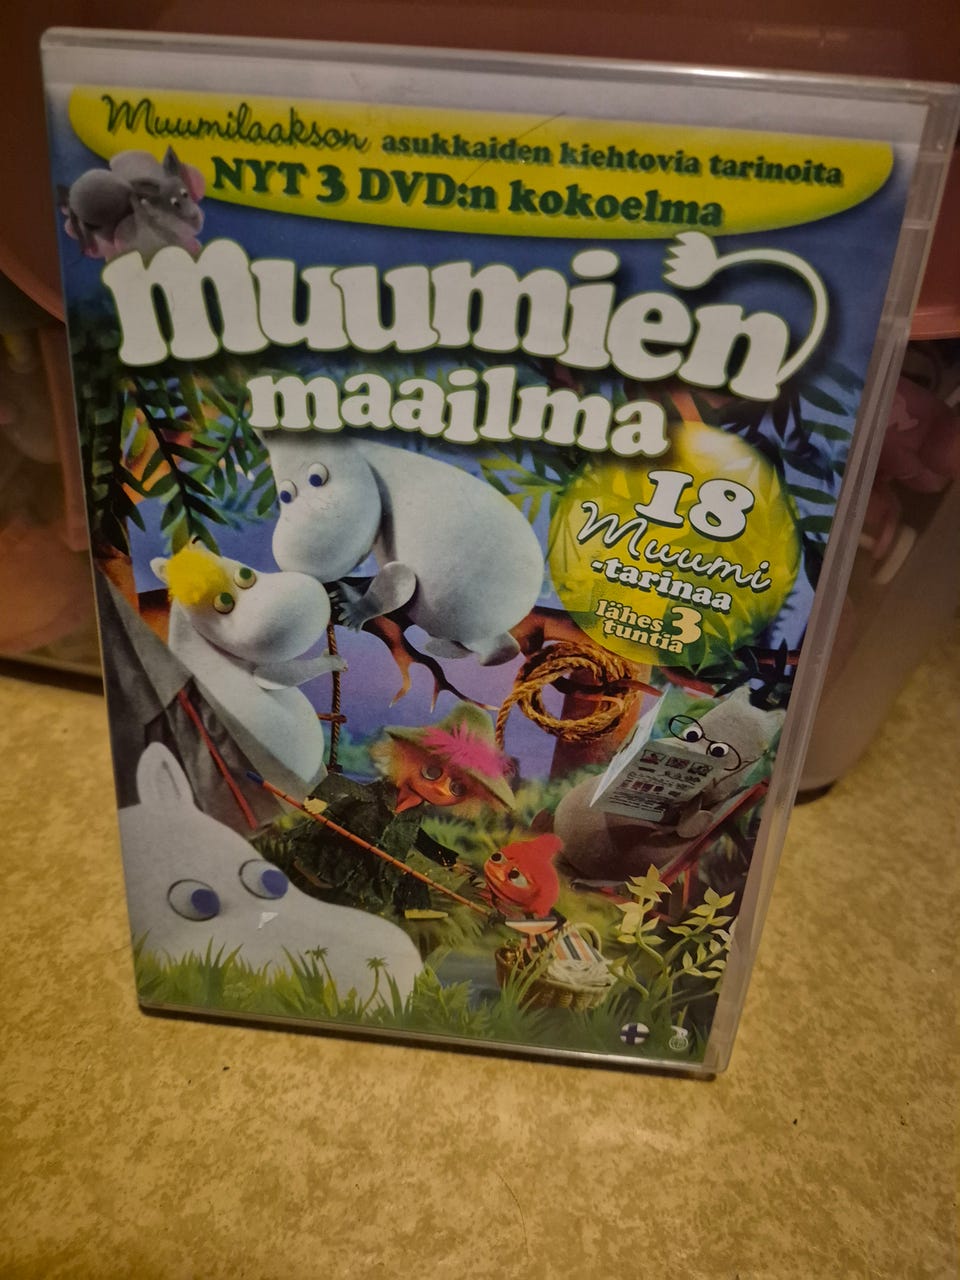 Muumilaakson asukkaiden kiehtovia tarinoita
NYT 3 DVD:n kokoelma
muumien
maailma
18
Muumi
-tarinaa
lähes 3
tuntia